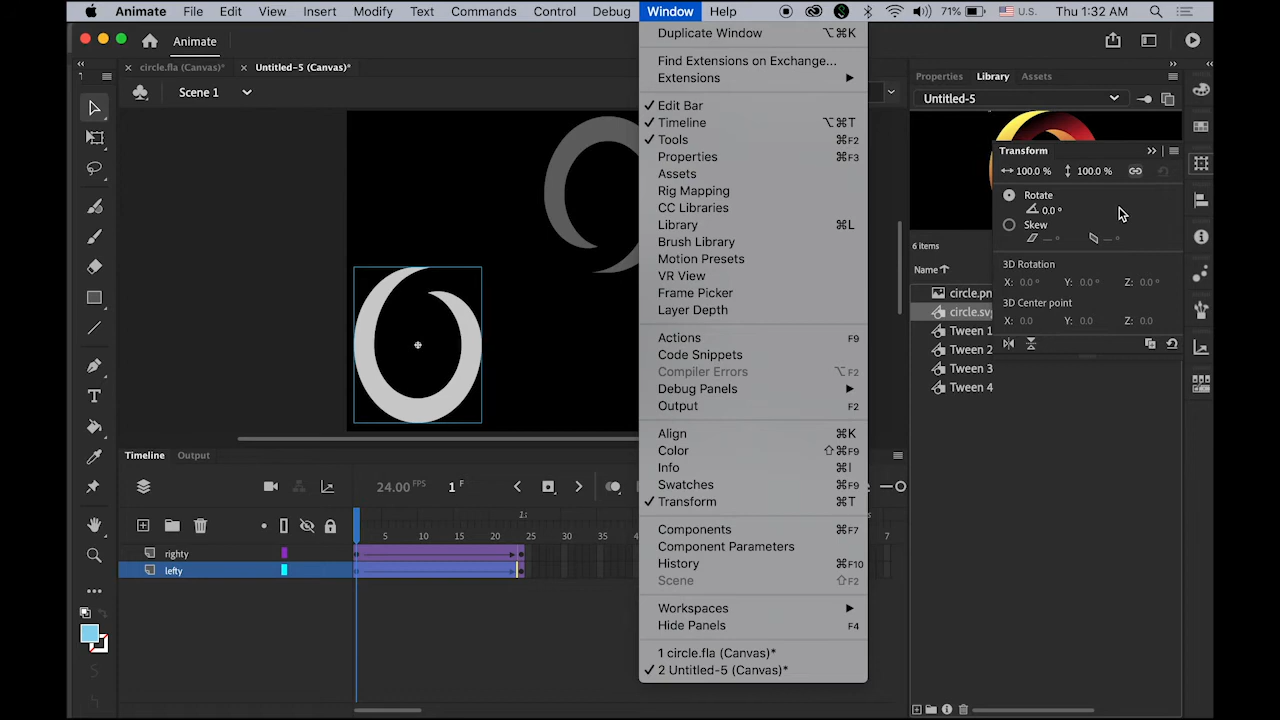 Animate File Edit View Insert Modify Text Commands Control Debug Window Help 71% U.S. Thu 1:32 AM
Animate
circle.fla (Canvas)* Untitled-5 (Canvas)*
Scene 1
Duplicate Window ⌥⌘K
Find Extensions on Exchange...
Extensions
Edit Bar
Timeline ⌥⌘T
Tools ⌘F2
Properties ⌘F3
Assets
Rig Mapping
CC Libraries
Library ⌘L
Brush Library
Motion Presets
VR View
Frame Picker
Layer Depth
Actions F9
Code Snippets
Compiler Errors ⌥F2
Debug Panels
Output F2
Align ⌘K
Color ⇧⌘F9
Info ⌘I
Swatches ⌘F9
Transform ⌘T
Components ⌘F7
Component Parameters
History ⌘F10
Scene ⇧F2
Workspaces
Hide Panels F4
1 circle.fla (Canvas)*
2 Untitled-5 (Canvas)*
Properties Library Assets
Untitled-5
Transform
100.0 % 100.0 %
Rotate
0.0 °
Skew
— ° — °
3D Rotation
X: 0.0 ° Y: 0.0 ° Z: 0.0 °
3D Center point
X: 0.0 Y: 0.0 Z: 0.0
6 items
Name
circle.pn
circle.sv
Tween 1
Tween 2
Tween 3
Tween 4
Timeline Output
24.00 FPS 1 F
1s
5 10 15 20 25 30 35 7
righty
lefty